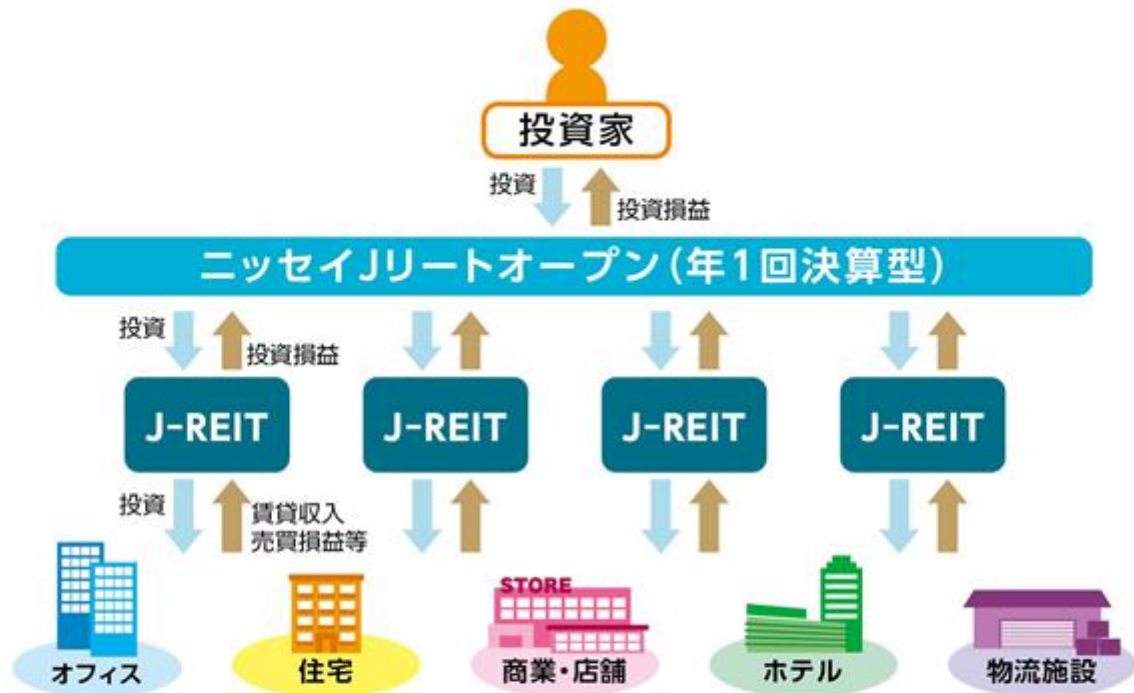 投資家
投資
投資損益
ニッセイJリートオープン(年1回決算型)
投資
投資損益
J-REIT
J-REIT
J-REIT
J-REIT
投資
賃貸収入
売買損益等
STORE
オフィス
住宅
商業・店舗
ホテル
物流施設